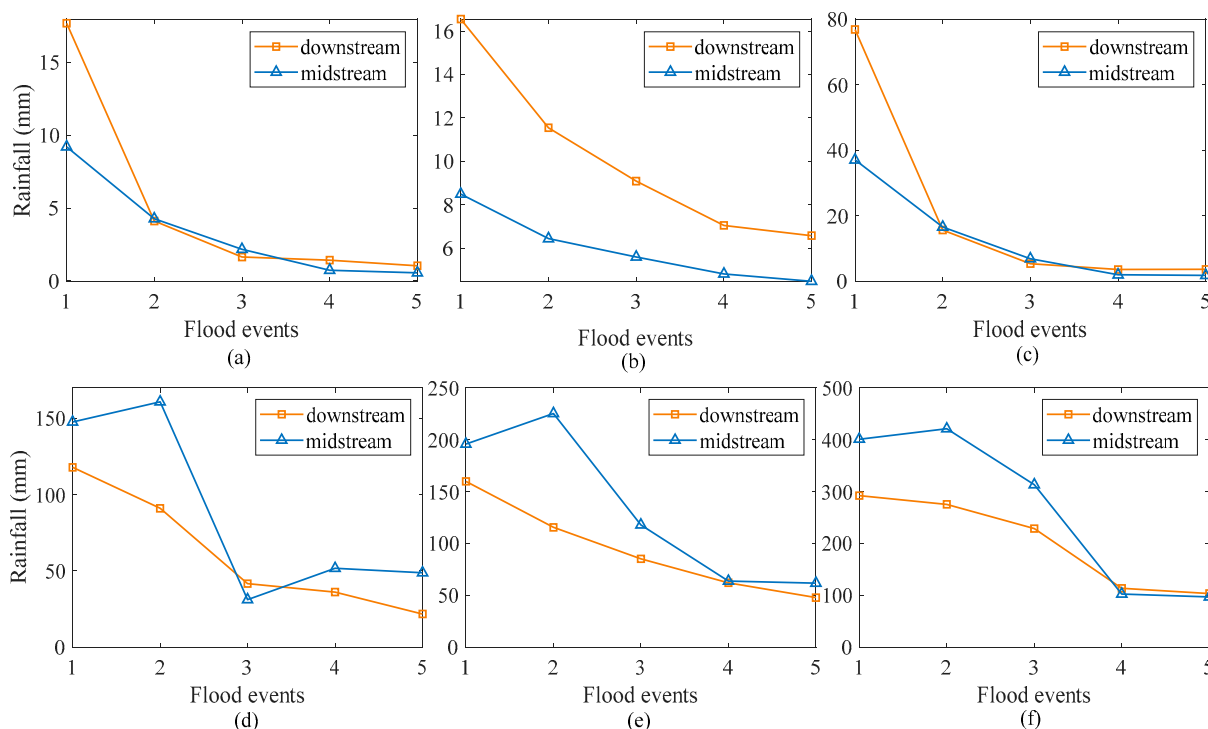 downstream
midstream
Rainfall (mm)
15
10
5
0
1 2 3 4 5
Flood events
(a)
downstream
midstream
16
14
12
10
8
6
1 2 3 4 5
Flood events
(b)
downstream
midstream
80
60
40
20
0
1 2 3 4 5
Flood events
(c)
downstream
midstream
Rainfall (mm)
150
100
50
0
1 2 3 4 5
Flood events
(d)
downstream
midstream
250
200
150
100
50
0
1 2 3 4 5
Flood events
(e)
downstream
midstream
500
400
300
200
100
0
1 2 3 4 5
Flood events
(f)